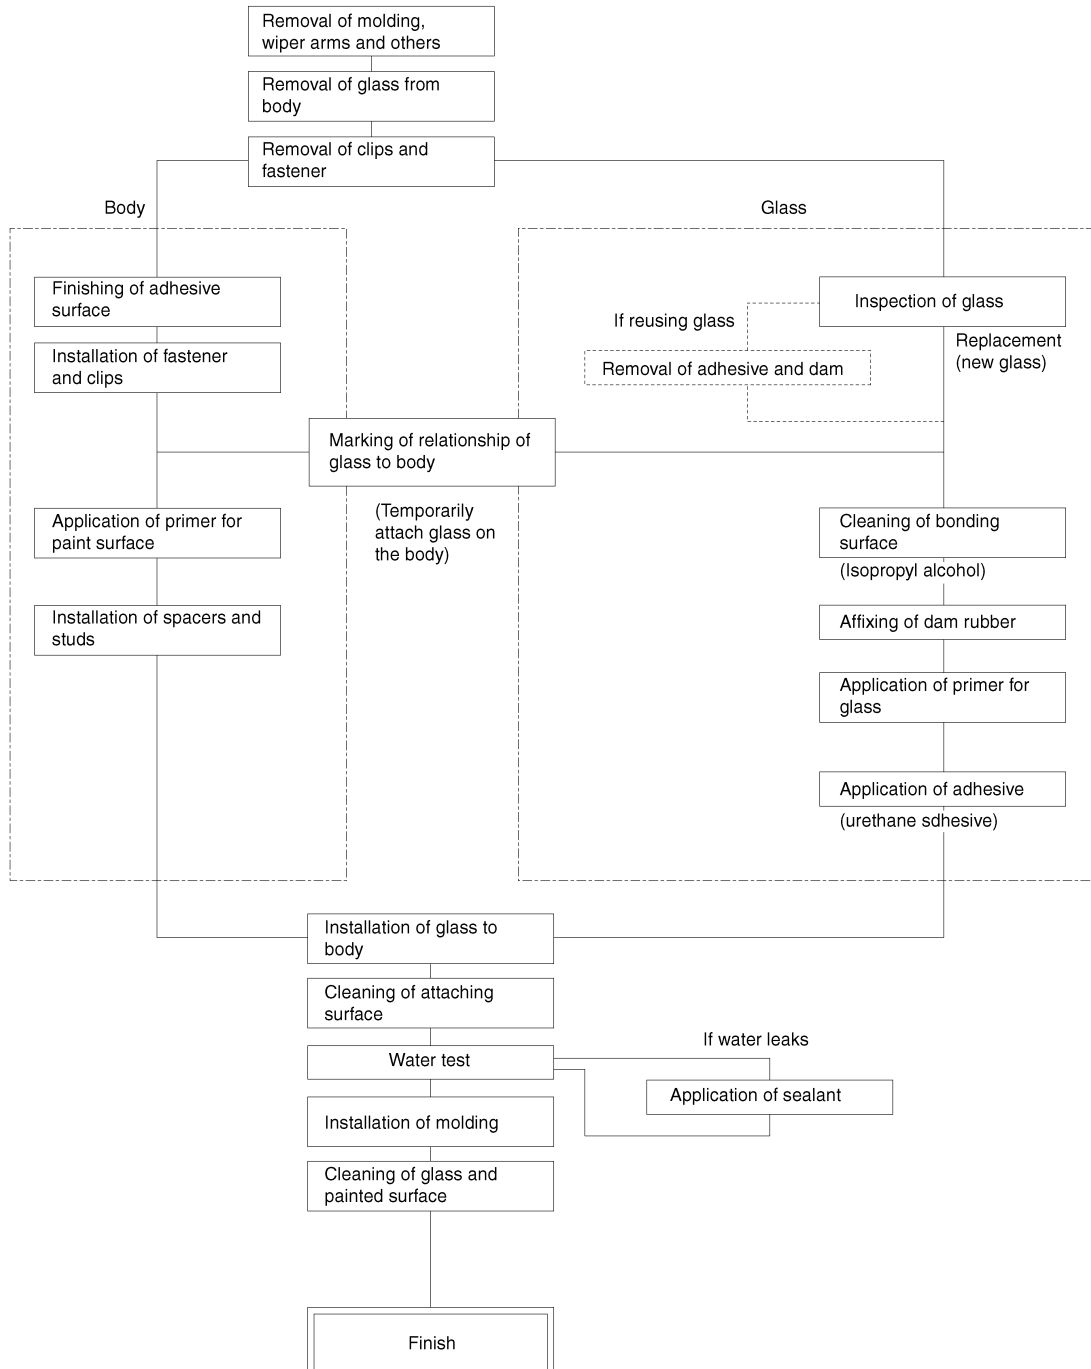 Removal of molding,
wiper arms and others
Removal of glass from
body
Removal of clips and
fastener
Body
Glass
Finishing of adhesive
surface
Installation of fastener
and clips
Inspection of glass
If reusing glass
Replacement
(new glass)
Removal of adhesive and dam
Marking of relationship of
glass to body
(Temporarily
attach glass on
the body)
Application of primer for
paint surface
Installation of spacers and
studs
Cleaning of bonding
surface
(Isopropyl alcohol)
Affixing of dam rubber
Application of primer for
glass
Application of adhesive
(urethane sdhesive)
Installation of glass to
body
Cleaning of attaching
surface
Water test
If water leaks
Application of sealant
Installation of molding
Cleaning of glass and
painted surface
Finish